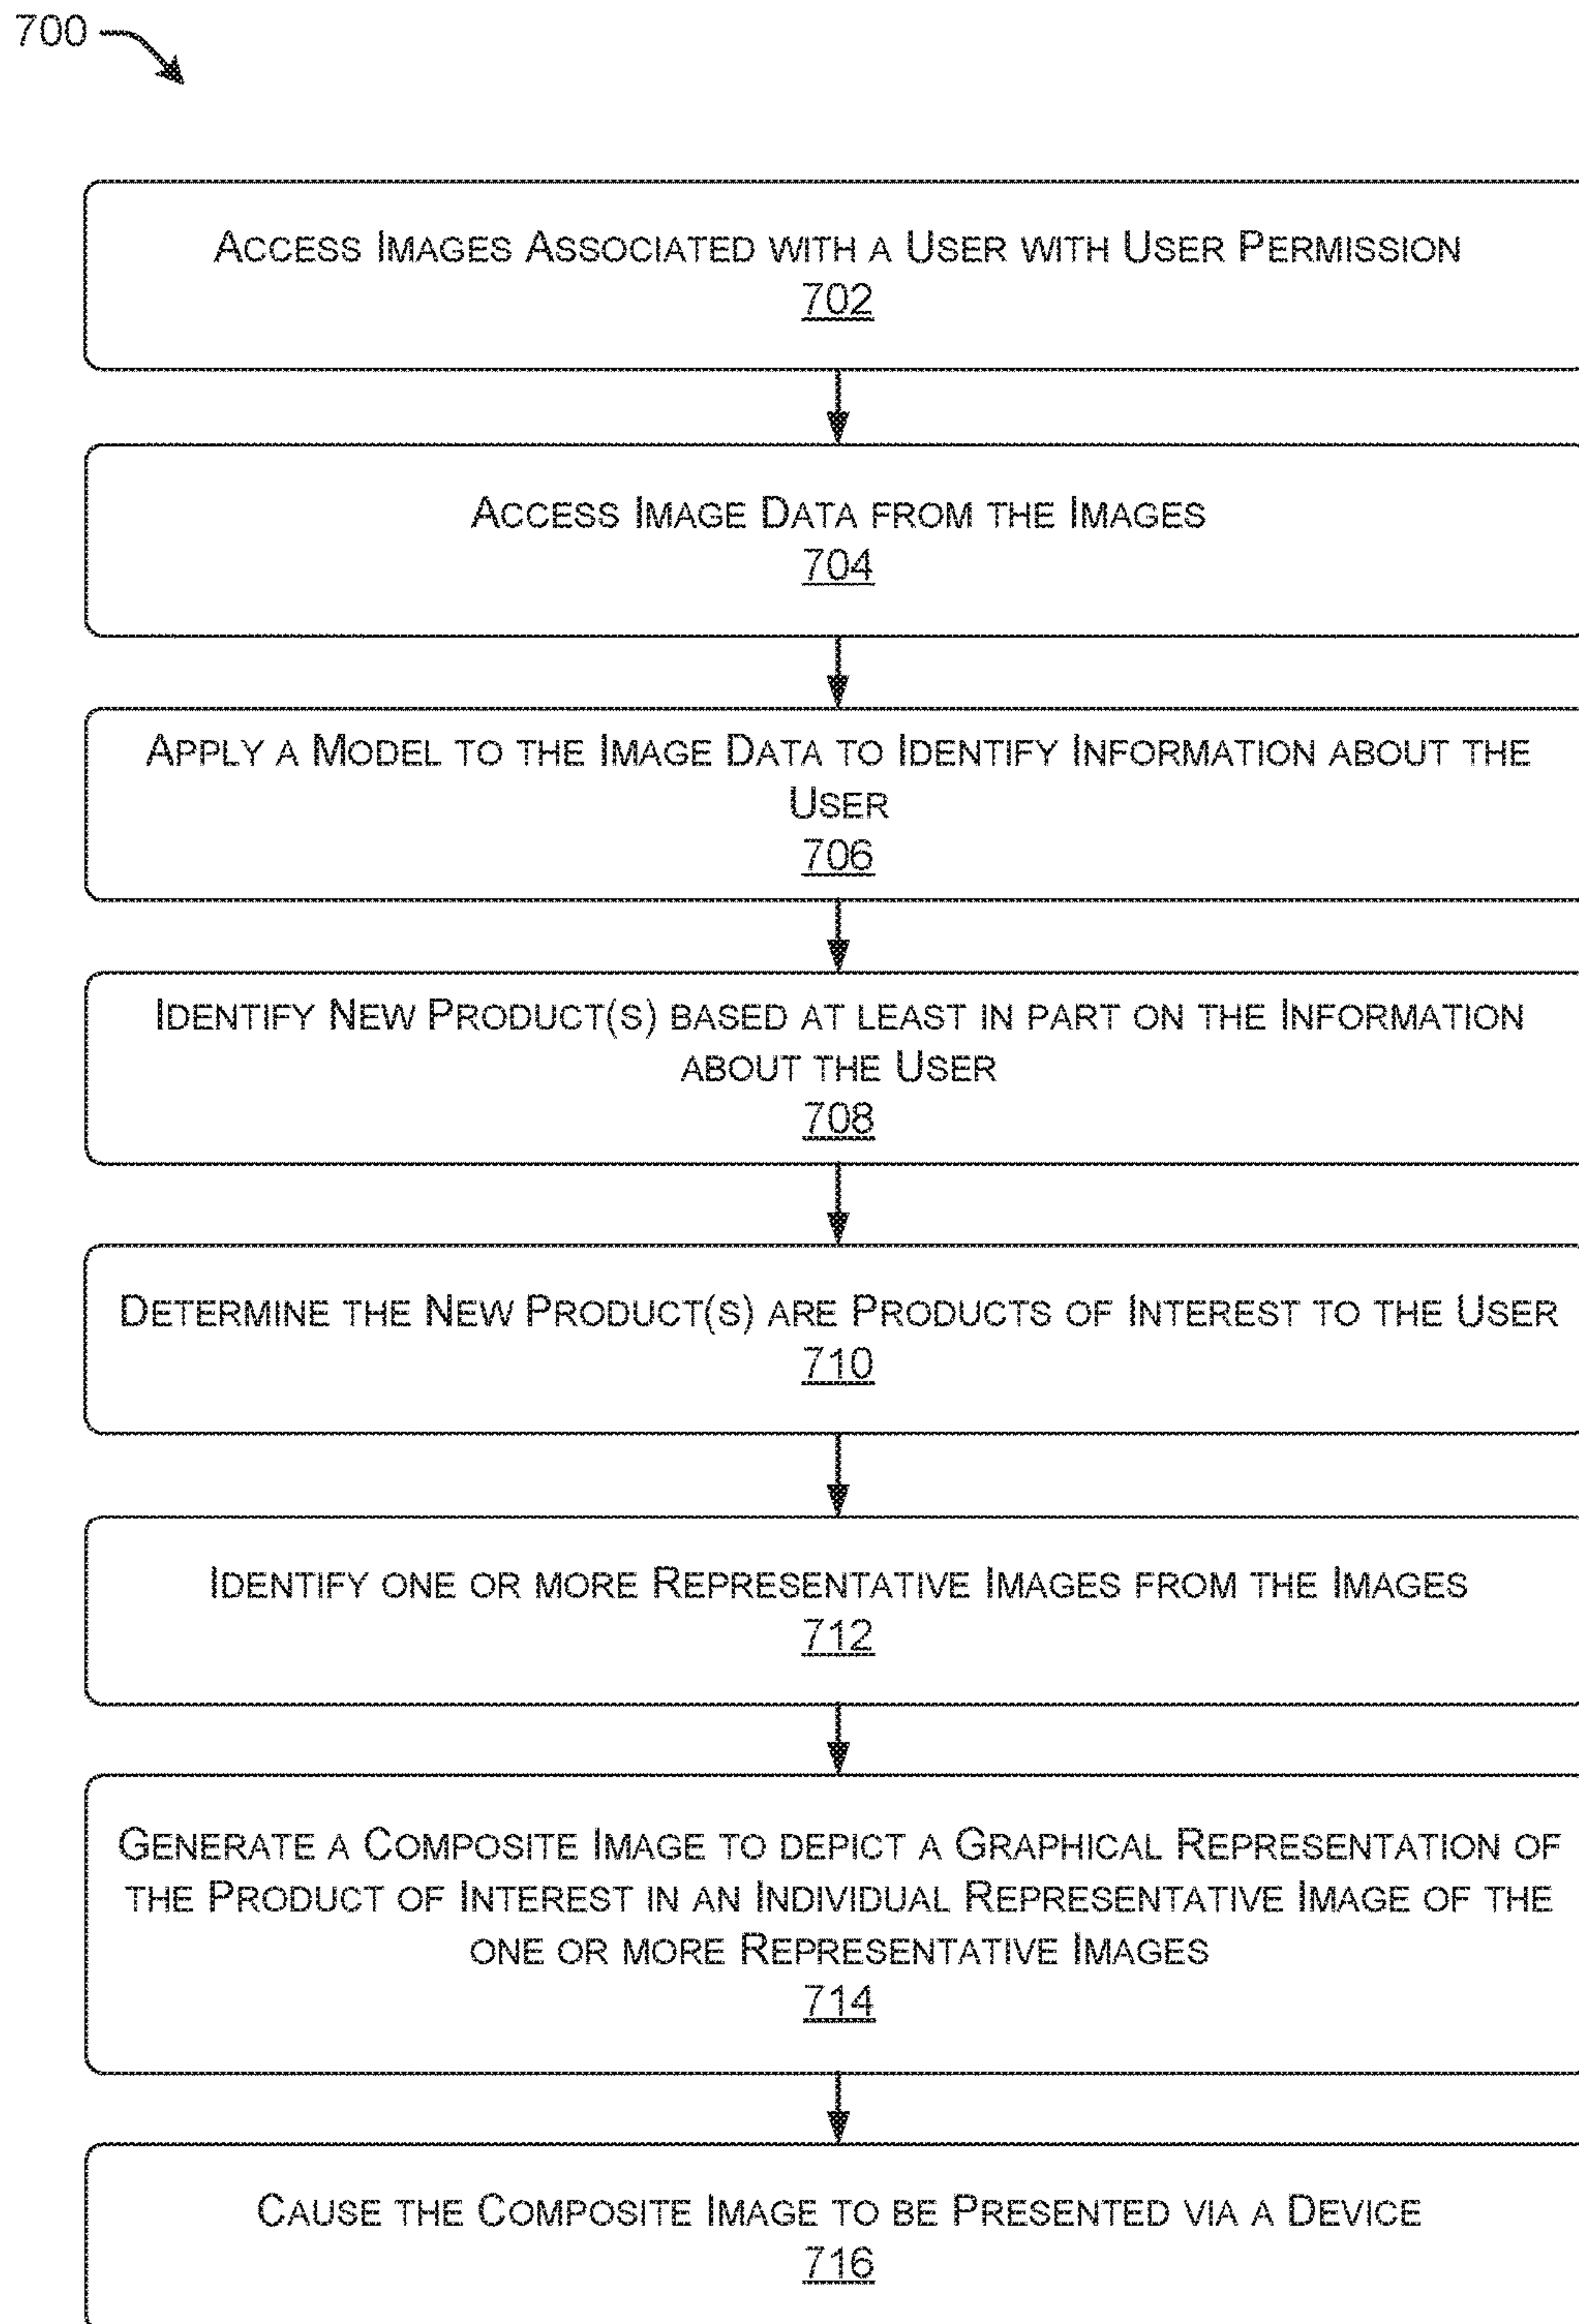 700
ACCESS IMAGES ASSOCIATED WITH A USER WITH USER PERMISSION
702
ACCESS IMAGE DATA FROM THE IMAGES
704
APPLY A MODEL TO THE IMAGE DATA TO IDENTIFY INFORMATION ABOUT THE
USER
706
IDENTIFY NEW PRODUCT(S) BASED AT LEAST IN PART ON THE INFORMATION
ABOUT THE USER
708
DETERMINE THE NEW PRODUCT(S) ARE PRODUCTS OF INTEREST TO THE USER
710
IDENTIFY ONE OR MORE REPRESENTATIVE IMAGES FROM THE IMAGES
712
GENERATE A COMPOSITE IMAGE TO DEPICT A GRAPHICAL REPRESENTATION OF
THE PRODUCT OF INTEREST IN AN INDIVIDUAL REPRESENTATIVE IMAGE OF THE
ONE OR MORE REPRESENTATIVE IMAGES
714
CAUSE THE COMPOSITE IMAGE TO BE PRESENTED VIA A DEVICE
716